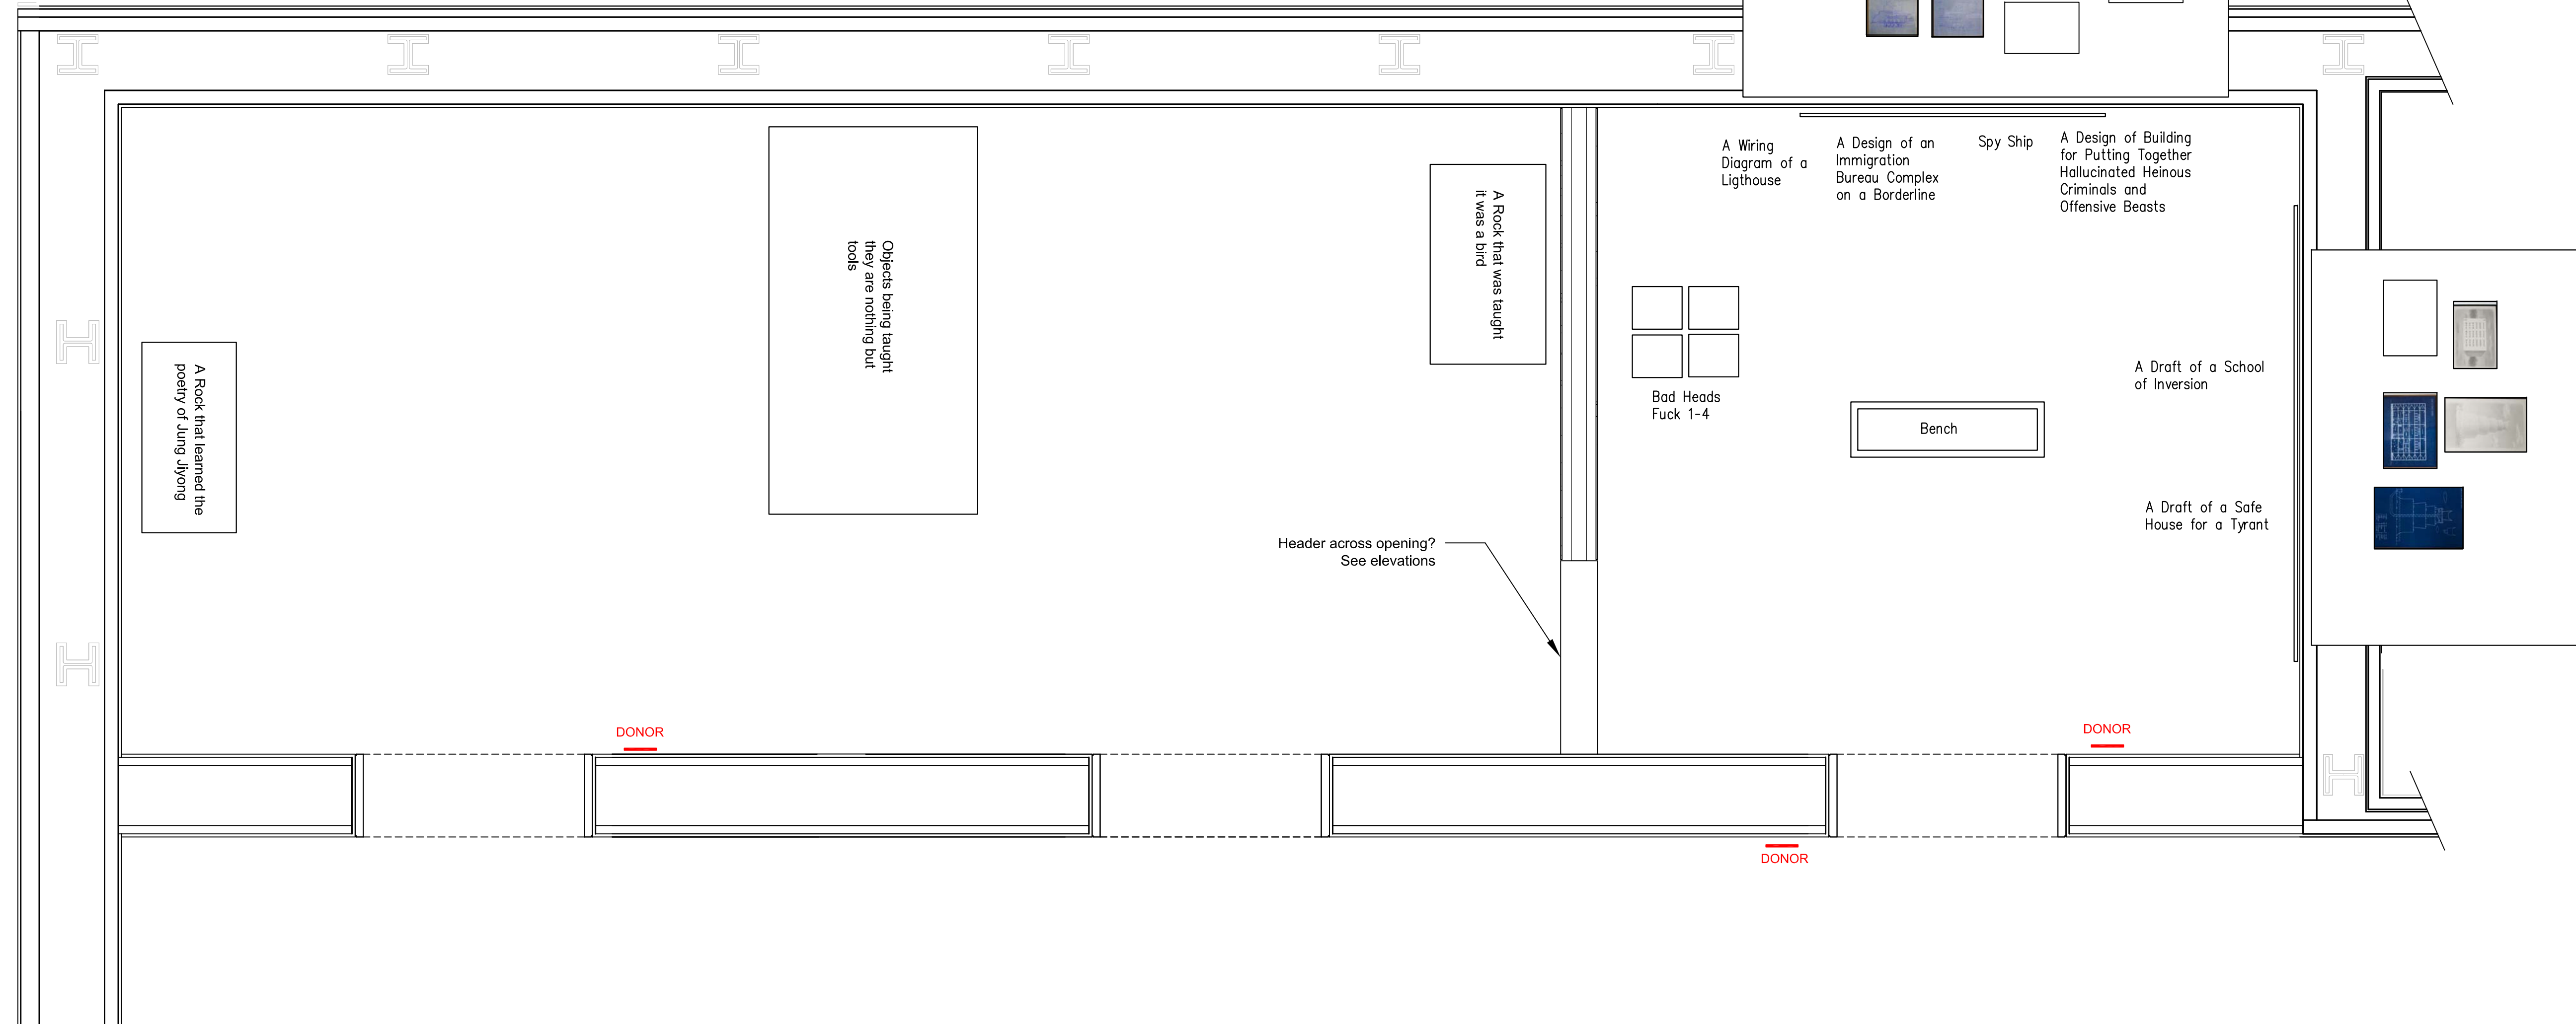 A Rock that learned the
poetry of Jung Jiyong
Objects being taught
they are nothing but
tools
A Rock that was taught
it was a bird
Header across opening?
See elevations
A Wiring
Diagram of a
Ligthouse
A Design of an
Immigration
Bureau Complex
on a Borderline
Spy Ship
A Design of Building
for Putting Together
Hallucinated Heinous
Criminals and
Offensive Beasts
Bad Heads
Fuck 1-4
Bench
A Draft of a School
of Inversion
A Draft of a Safe
House for a Tyrant
DONOR
DONOR
DONOR